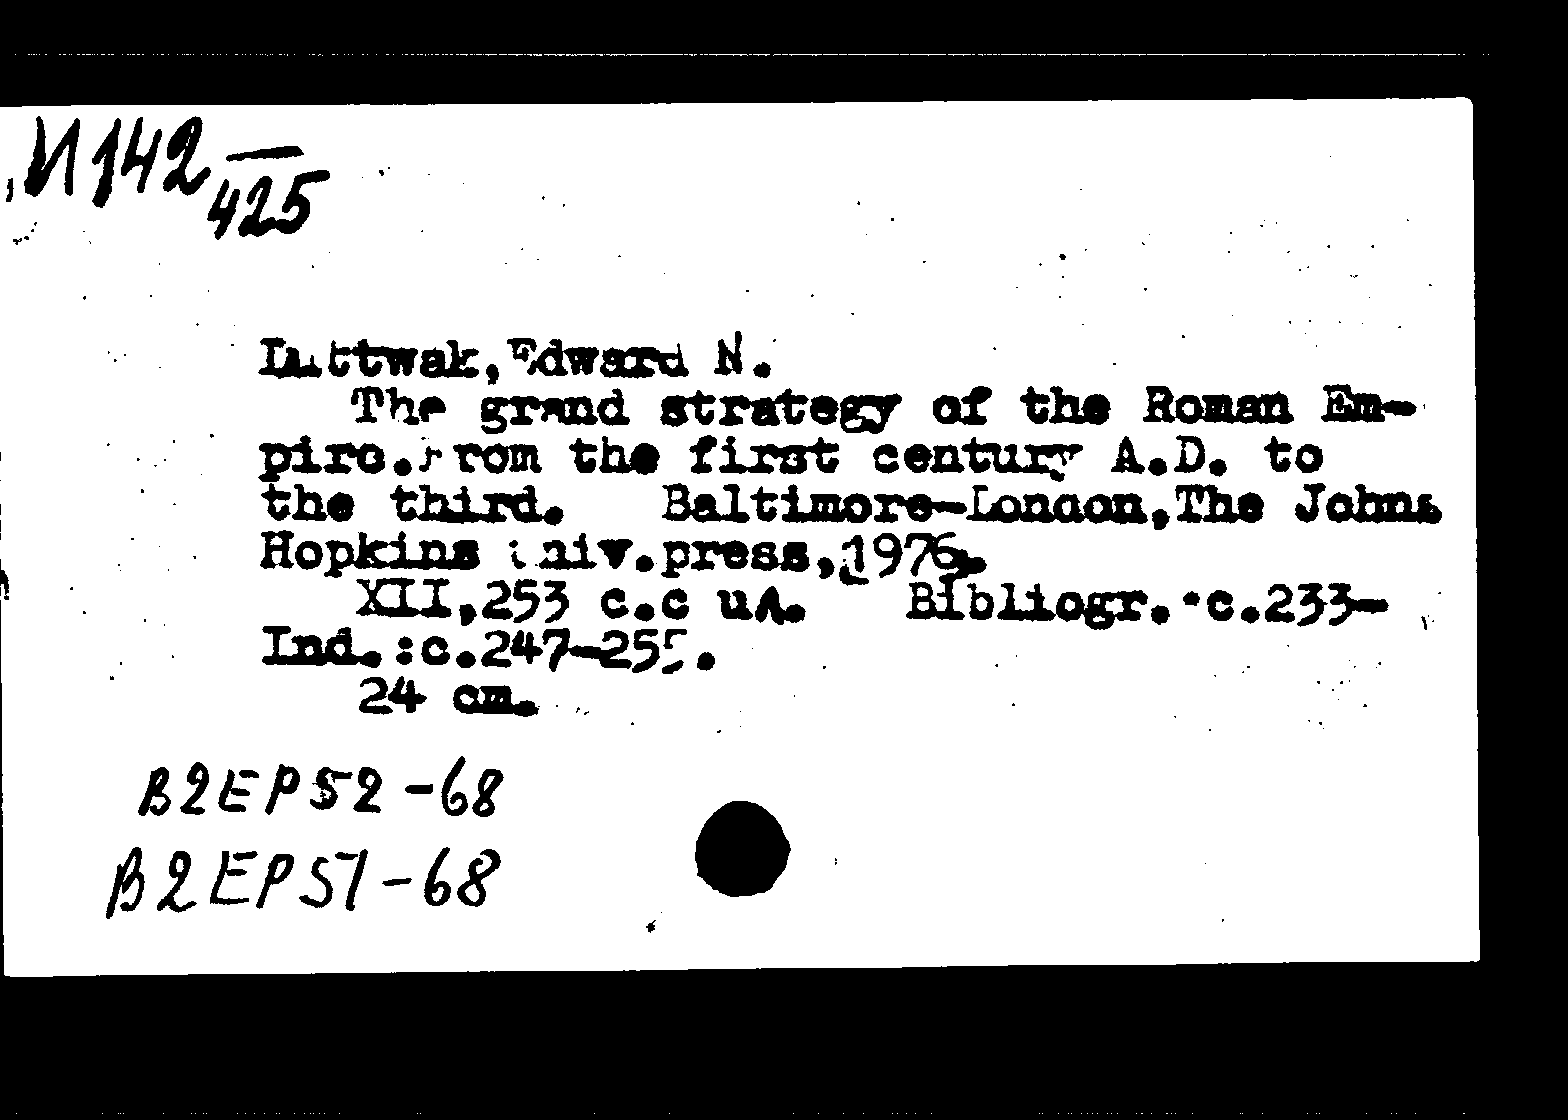 И142
425
Luttwak,Edward N.
The grand strategy of the Roman Em-
pire.From the first century A.D. to
the third. Baltimore-London,The Johns
Hopkins Univ.press,1976.
XII,253 c.c ил. Bibliogr.:c.233-
Ind.:c.247-255.
24 cm.
B2EP52-68
B2EP51-68